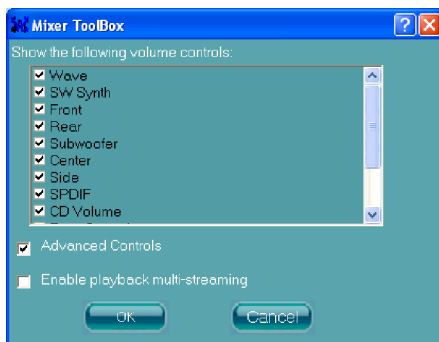 Mixer ToolBox
Show the following volume controls:
Wave
SW Synth
Front
Rear
Subwoofer
Center
Side
SPDIF
CD Volume
Advanced Controls
Enable playback multi-streaming
OK
Cancel